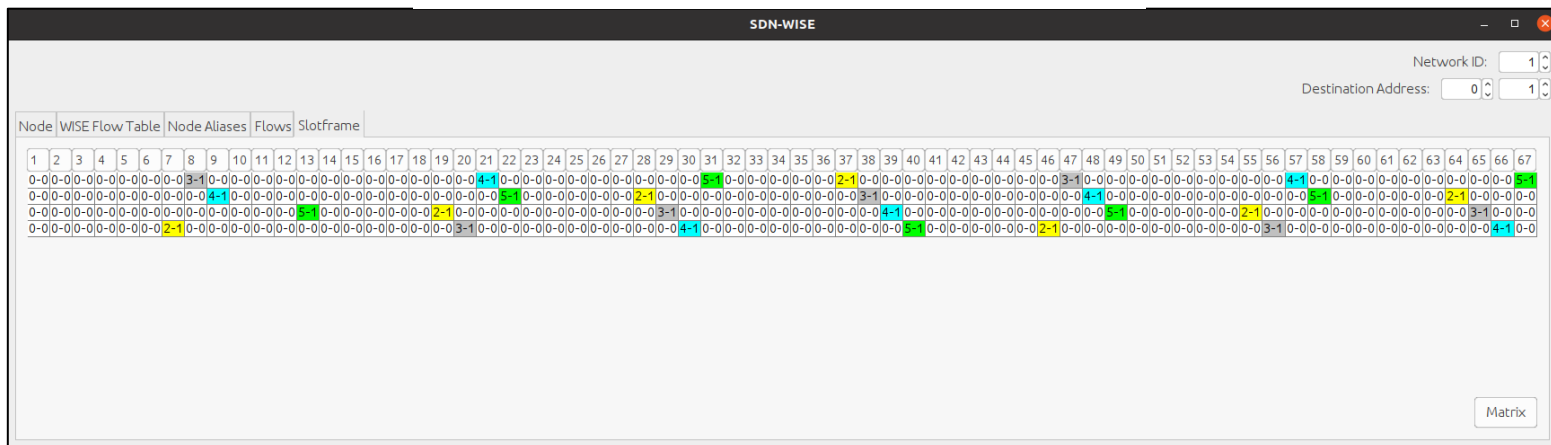 SDN-WISE
Network ID: 1
Destination Address: 0 1
Node WISE Flow Table Node Aliases Flows Slotframe
1 2 3 4 5 6 7 8 9 10 11 12 13 14 15 16 17 18 19 20 21 22 23 24 25 26 27 28 29 30 31 32 33 34 35 36 37 38 39 40 41 42 43 44 45 46 47 48 49 50 51 52 53 54 55 56 57 58 59 60 61 62 63 64 65 66 67
0-0 0-0 0-0 0-0 0-0 0-0 0-0 3-1 0-0 0-0 0-0 0-0 0-0 0-0 0-0 0-0 0-0 0-0 0-0 0-0 4-1 0-0 0-0 0-0 0-0 0-0 0-0 0-0 0-0 0-0 5-1 0-0 0-0 0-0 0-0 0-0 2-1 0-0 0-0 0-0 0-0 0-0 0-0 0-0 0-0 0-0 3-1 0-0 0-0 0-0 0-0 0-0 0-0 0-0 0-0 0-0 4-1 0-0 0-0 0-0 0-0 0-0 0-0 0-0 0-0 0-0 5-1
0-0 0-0 0-0 0-0 0-0 0-0 0-0 0-0 4-1 0-0 0-0 0-0 0-0 0-0 0-0 0-0 0-0 0-0 0-0 0-0 0-0 5-1 0-0 0-0 0-0 0-0 0-0 2-1 0-0 0-0 0-0 0-0 0-0 0-0 0-0 0-0 0-0 3-1 0-0 0-0 0-0 0-0 0-0 0-0 0-0 0-0 0-0 4-1 0-0 0-0 0-0 0-0 0-0 0-0 0-0 0-0 0-0 5-1 0-0 0-0 0-0 0-0 0-0 2-1 0-0 0-0 0-0
0-0 0-0 0-0 0-0 0-0 0-0 0-0 0-0 0-0 0-0 0-0 0-0 5-1 0-0 0-0 0-0 0-0 0-0 2-1 0-0 0-0 0-0 0-0 0-0 0-0 0-0 0-0 0-0 3-1 0-0 0-0 0-0 0-0 0-0 0-0 0-0 0-0 0-0 4-1 0-0 0-0 0-0 0-0 0-0 0-0 0-0 0-0 0-0 5-1 0-0 0-0 0-0 0-0 0-0 2-1 0-0 0-0 0-0 0-0 0-0 0-0 0-0 0-0 0-0 3-1 0-0 0-0
0-0 0-0 0-0 0-0 0-0 0-0 2-1 0-0 0-0 0-0 0-0 0-0 0-0 0-0 0-0 0-0 0-0 0-0 0-0 3-1 0-0 0-0 0-0 0-0 0-0 0-0 0-0 0-0 0-0 4-1 0-0 0-0 0-0 0-0 0-0 0-0 0-0 0-0 0-0 5-1 0-0 0-0 0-0 0-0 0-0 2-1 0-0 0-0 0-0 0-0 0-0 0-0 0-0 0-0 0-0 3-1 0-0 0-0 0-0 0-0 0-0 0-0 0-0 0-0 0-0 4-1 0-0
Matrix